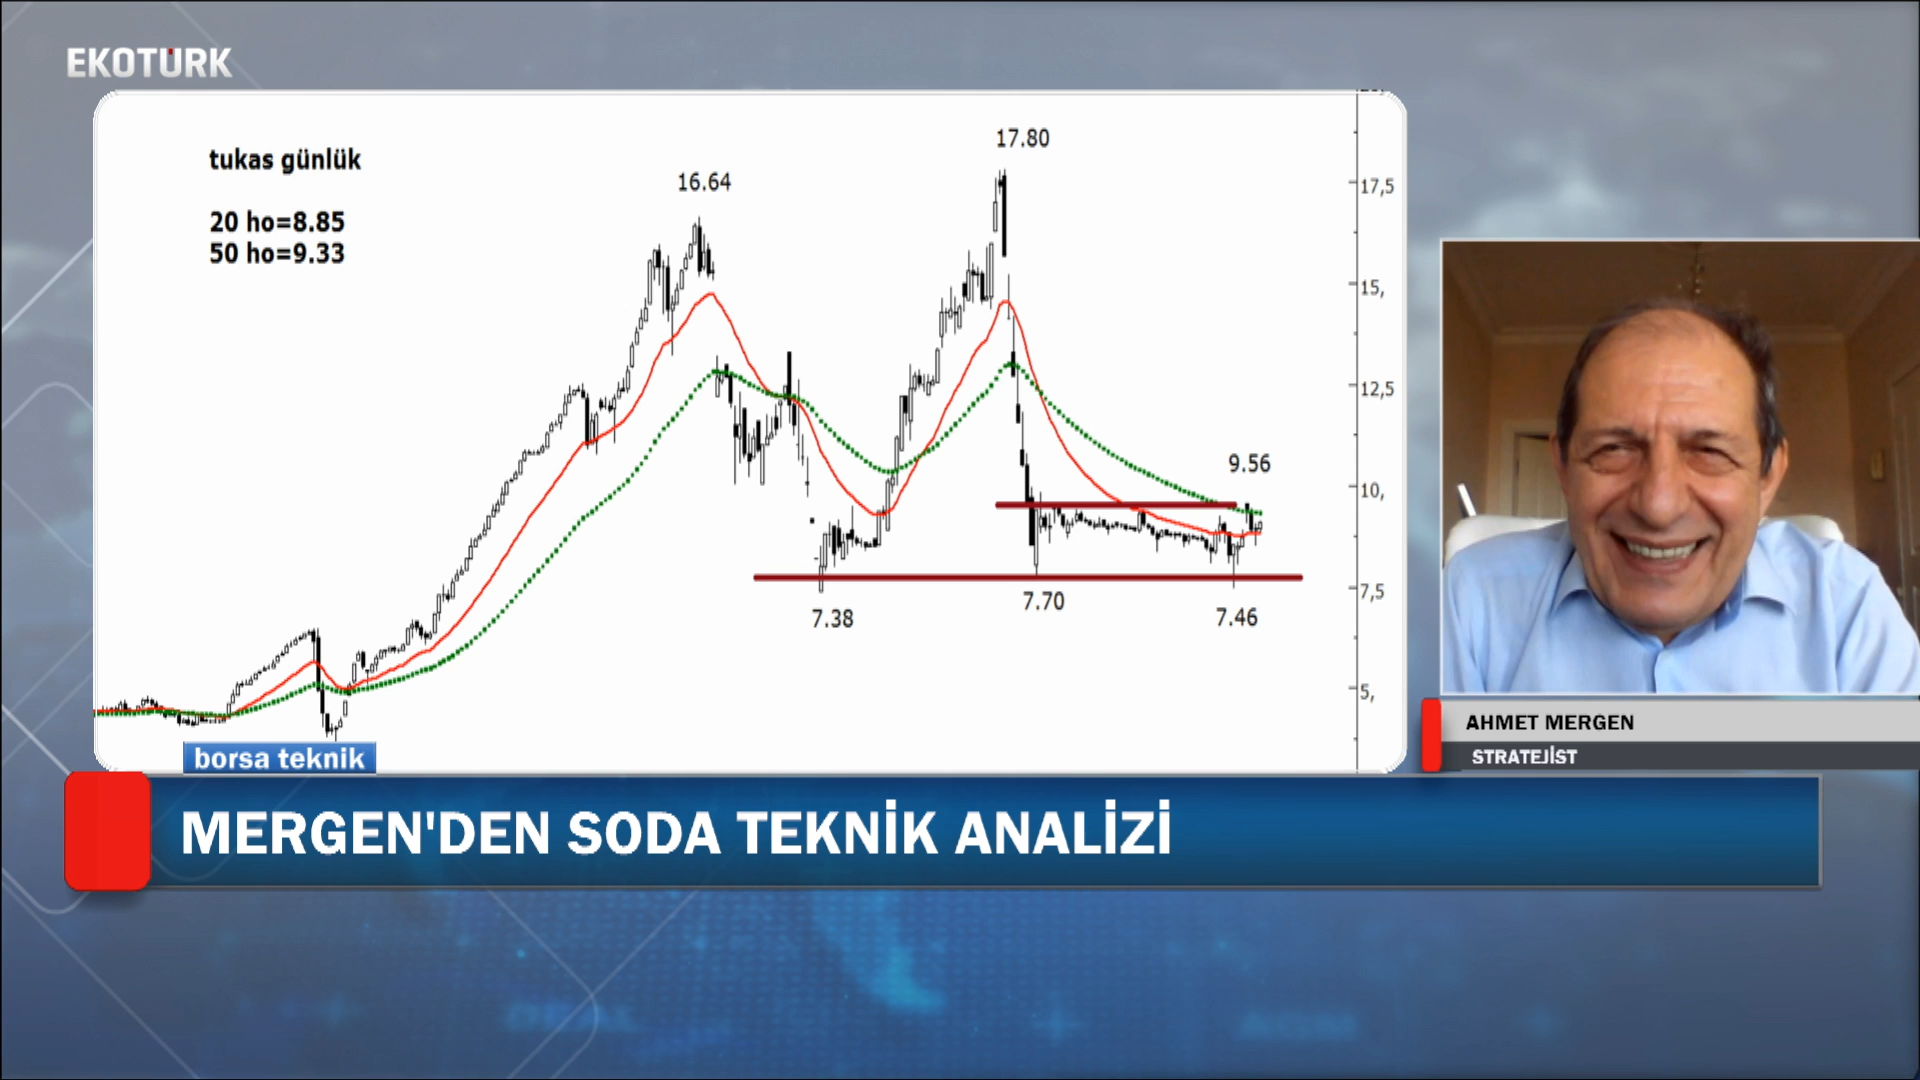 EKOTÜRK
tukas günlük
20 ho=8.85
50 ho=9.33
16.64
17.80
9.56
7.38
7.70
7.46
17,5
15,
12,5
10,
7,5
5,
borsa teknik
AHMET MERGEN
STRATEJİST
MERGEN'DEN SODA TEKNİK ANALİZİ